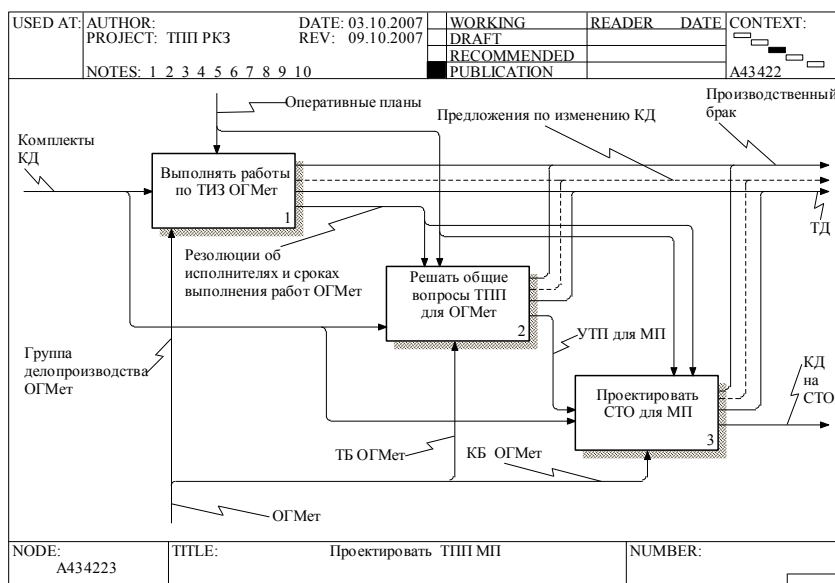 USED AT:
AUTHOR:
DATE: 03.10.2007
WORKING
READER
DATE
CONTEXT:
PROJECT: ТПП РКЗ
REV: 09.10.2007
DRAFT
RECOMMENDED
NOTES: 1 2 3 4 5 6 7 8 9 10
PUBLICATION
A43422
Оперативные планы
Производственный
брак
Предложения по изменению КД
Комплекты
КД
Выполнять работы
по ТИЗ ОГМет
1
ТД
Резолюции об
исполнителях и сроках
выполнения работ ОГМет
Решать общие
вопросы ТПП
для ОГМет
2
УТП для МП
Группа
делопроизводства
ОГМет
КД
на
СТО
Проектировать
СТО для МП
3
ТБ ОГМет
КБ ОГМет
ОГМет
NODE:
A434223
TITLE:
Проектировать ТПП МП
NUMBER: